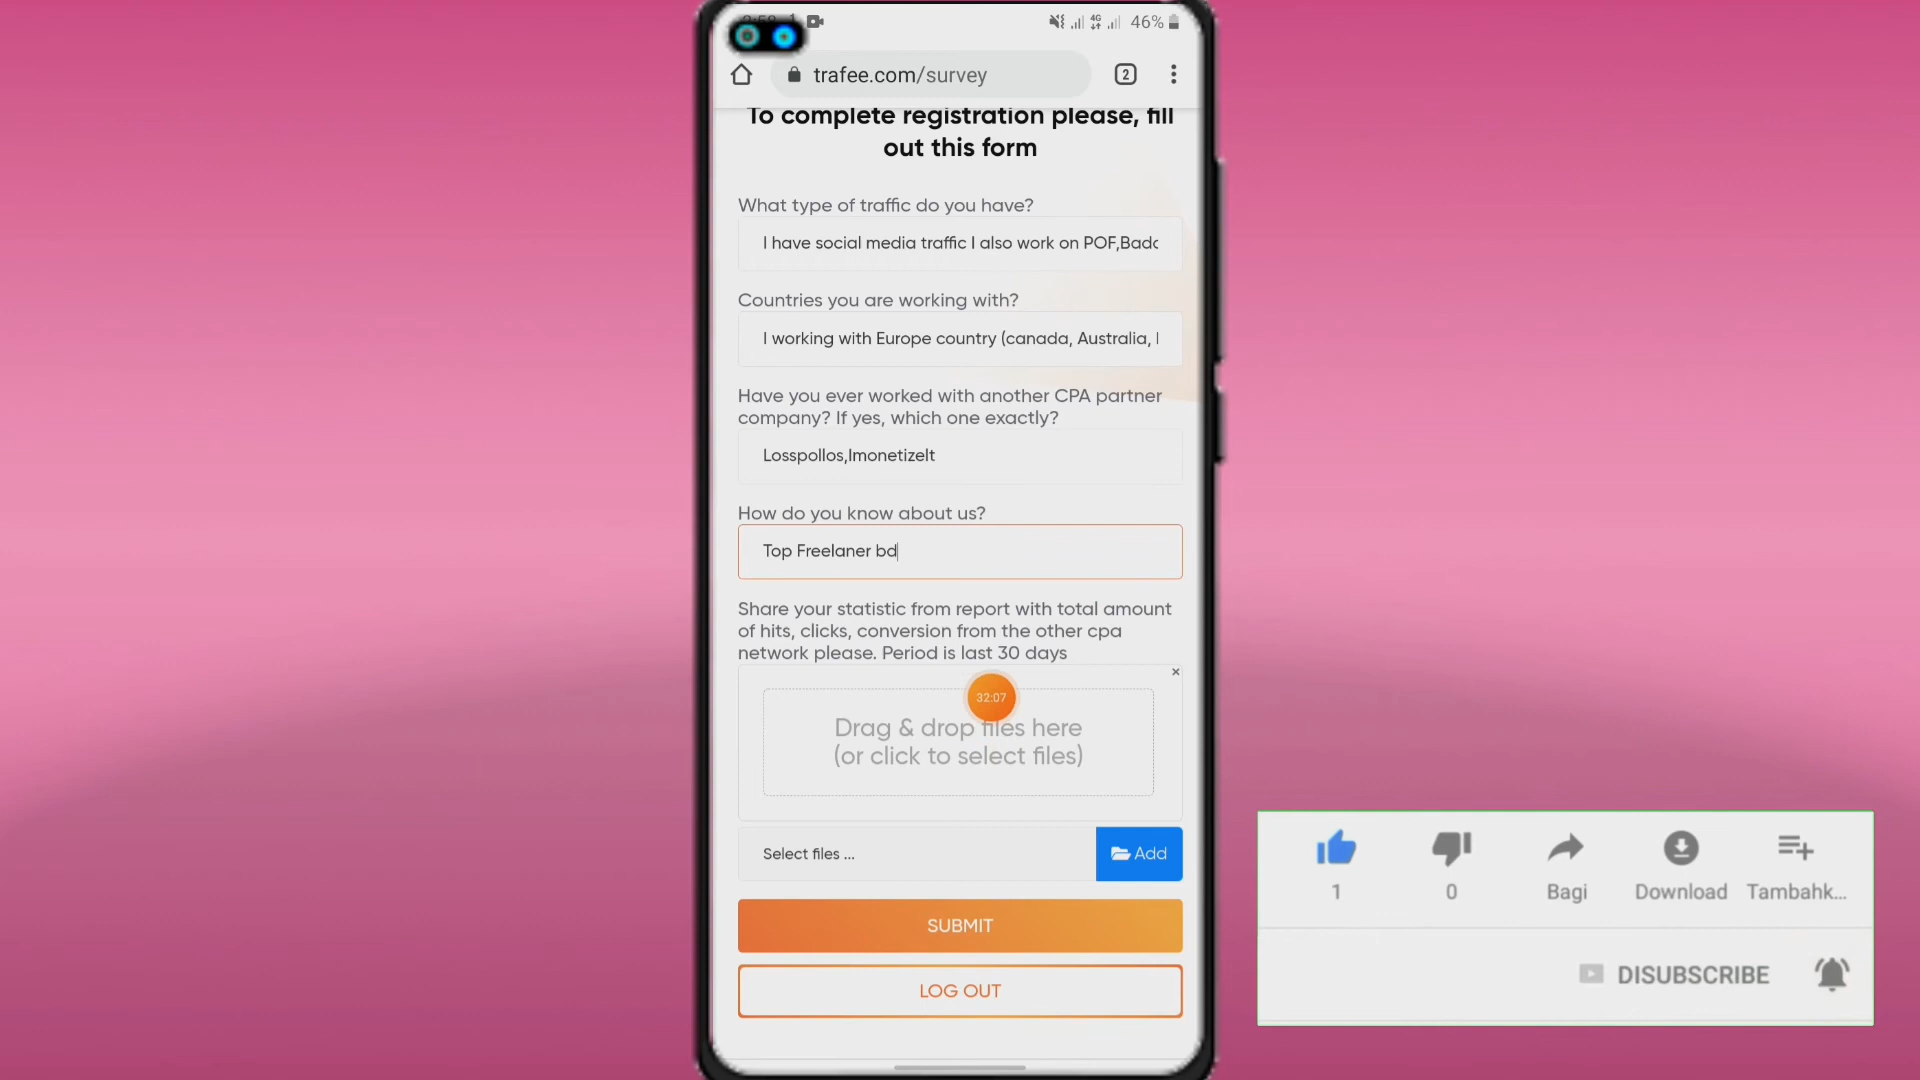 46%
trafee.com/survey
2
To complete registration please, fill
out this form
What type of traffic do you have?
I have social media traffic I also work on POF,Badc
Countries you are working with?
I working with Europe country (canada, Australia,
Have you ever worked with another CPA partner
company? If yes, which one exactly?
Losspollos,Imonetizelt
How do you know about us?
Top Freelaner bd
Share your statistic from report with total amount
of hits, clicks, conversion from the other cpa
network please. Period is last 30 days
×
32:07
Drag & drop files here
(or click to select files)
Select files ...
Add
SUBMIT
LOG OUT
1
0
Bagi
Download
Tambahk...
DISUBSCRIBE